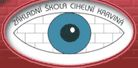 ZÁKLADNÍ ŠKOLA CIHELNÍ KARVINÁ